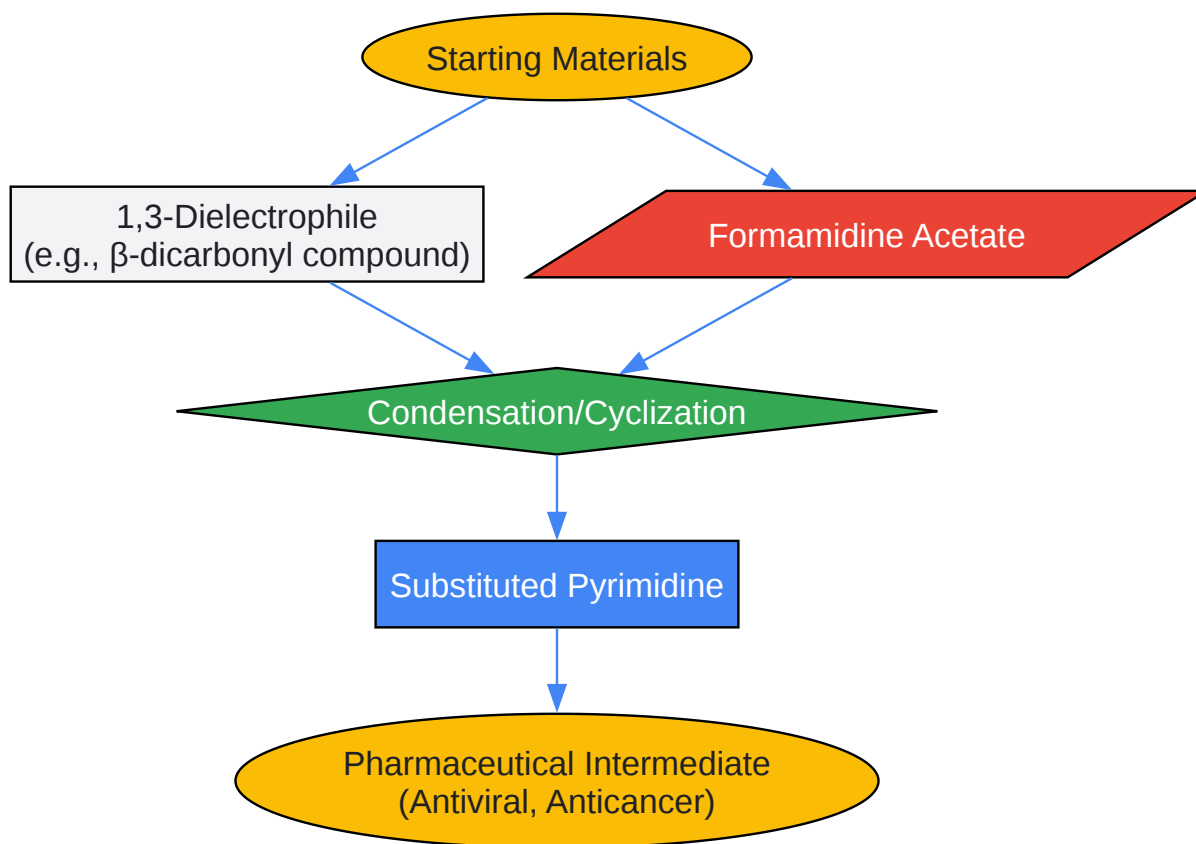 Starting Materials
1,3-Dielectrophile
(e.g., β-dicarbonyl compound)
Formamidine Acetate
Condensation/Cyclization
Substituted Pyrimidine
Pharmaceutical Intermediate
(Antiviral, Anticancer)